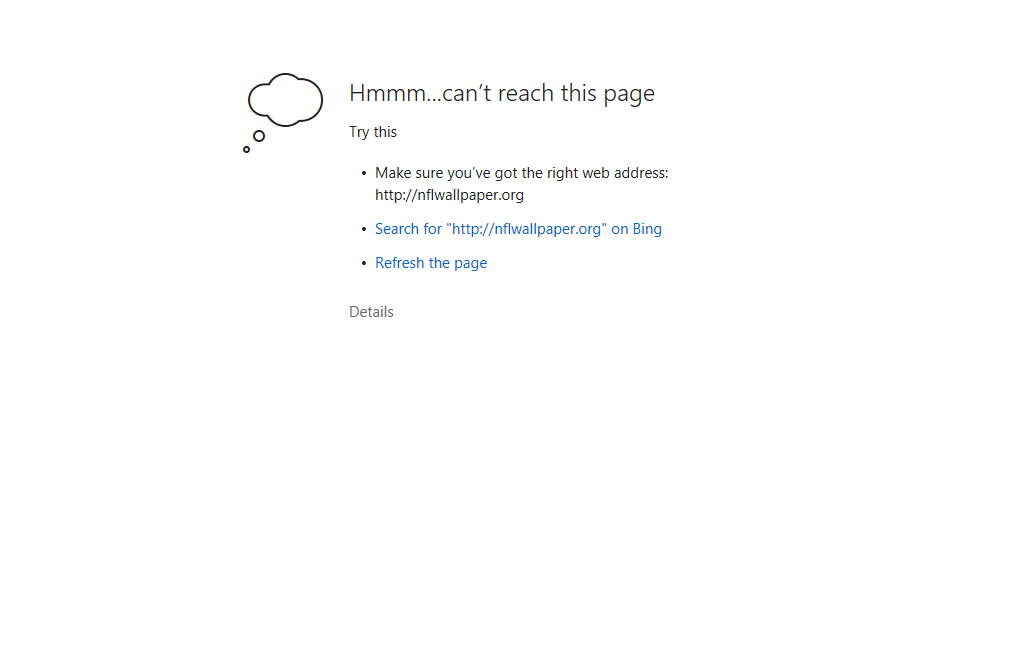 Hmmm...can’t reach this page
Try this
• Make sure you’ve got the right web address:
http://nflwallpaper.org
• Search for "http://nflwallpaper.org" on Bing
• Refresh the page
Details